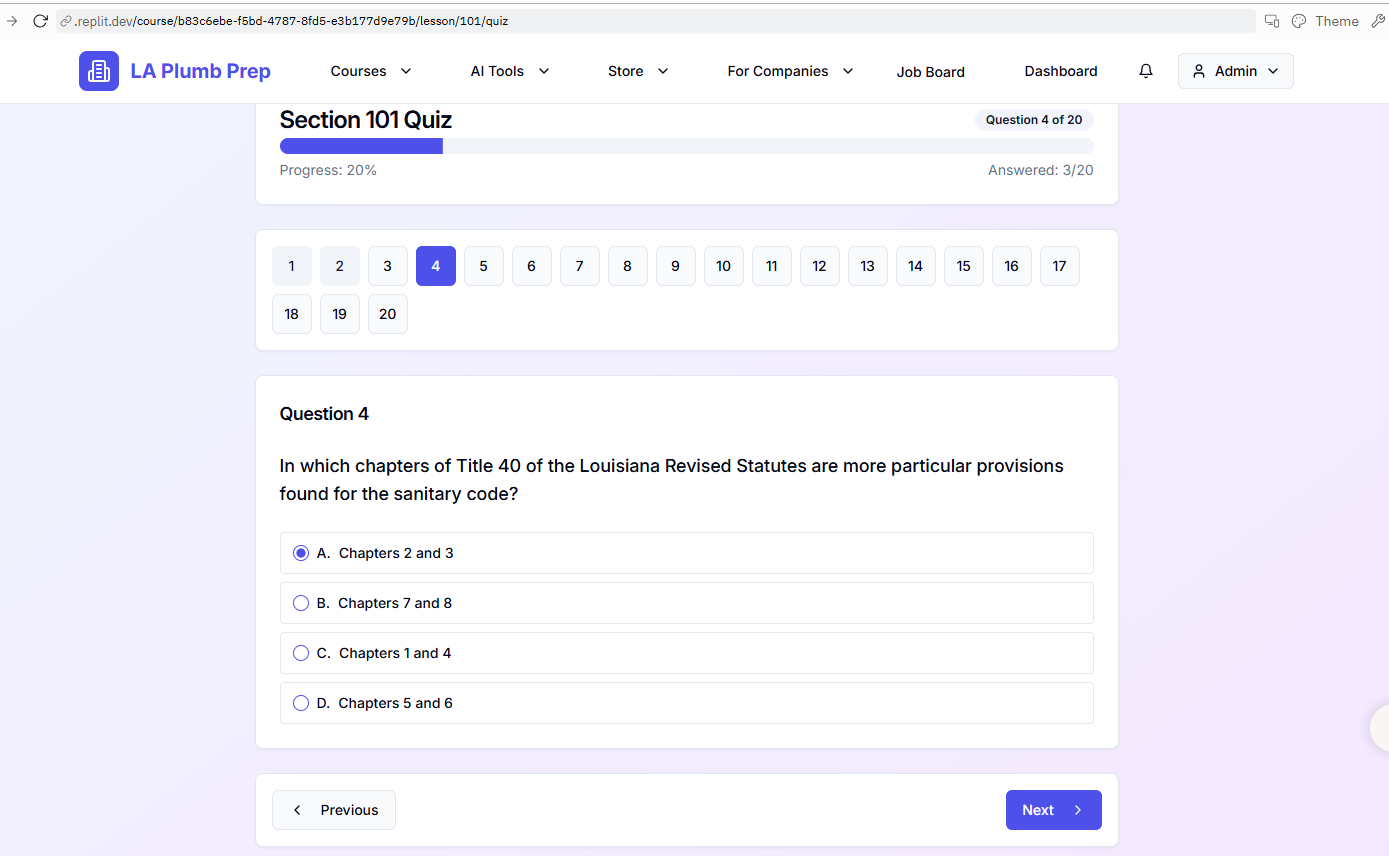 .replit.dev/course/b83c6ebe-f5bd-4787-8fd5-e3b177d9e79b/lesson/101/quiz
Theme
LA Plumb Prep
Courses
AI Tools
Store
For Companies
Job Board
Dashboard
Admin
Section 101 Quiz
Question 4 of 20
Progress: 20%
Answered: 3/20
1 2 3 4 5 6 7 8 9 10 11 12 13 14 15 16 17
18 19 20
Question 4
In which chapters of Title 40 of the Louisiana Revised Statutes are more particular provisions
found for the sanitary code?
A. Chapters 2 and 3
B. Chapters 7 and 8
C. Chapters 1 and 4
D. Chapters 5 and 6
Previous
Next